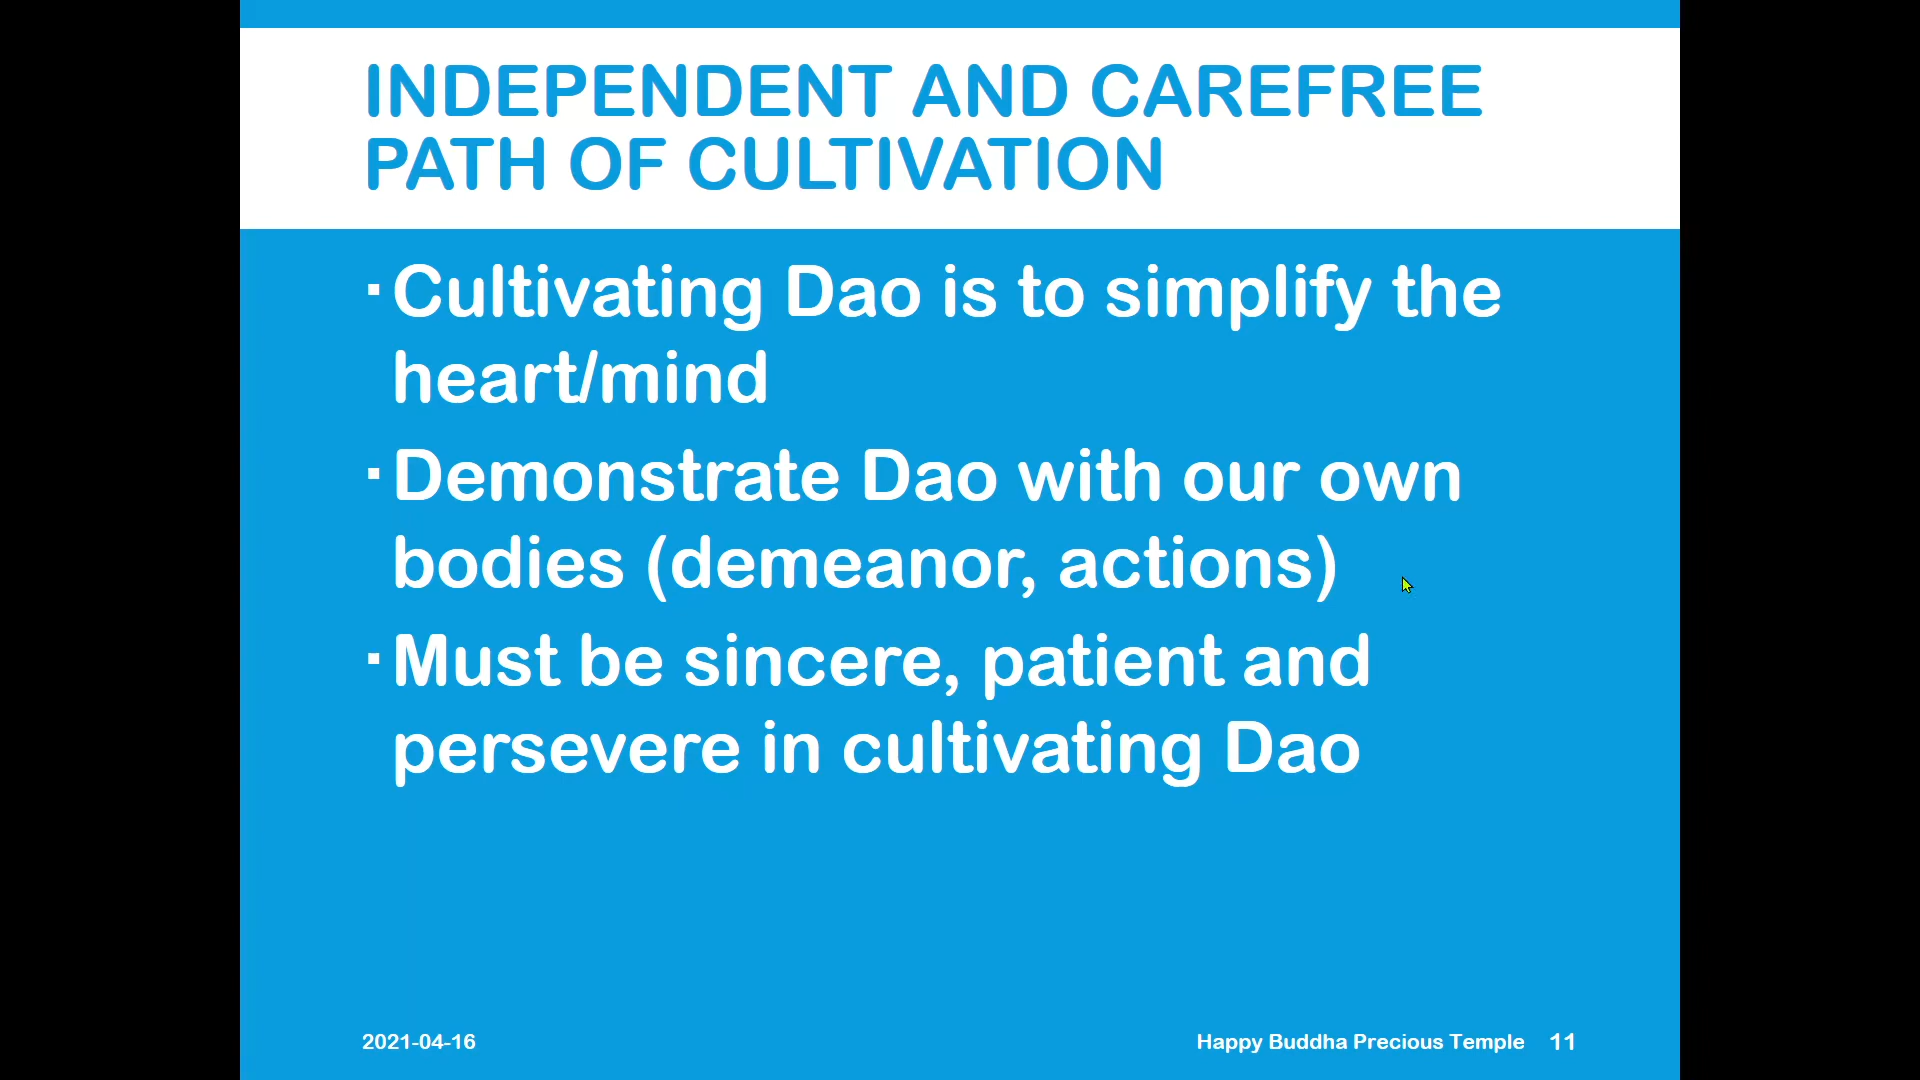 INDEPENDENT AND CAREFREE
PATH OF CULTIVATION
▪ Cultivating Dao is to simplify the
heart/mind
▪ Demonstrate Dao with our own
bodies (demeanor, actions)
▪ Must be sincere, patient and
persevere in cultivating Dao
2021-04-16
Happy Buddha Precious Temple 11